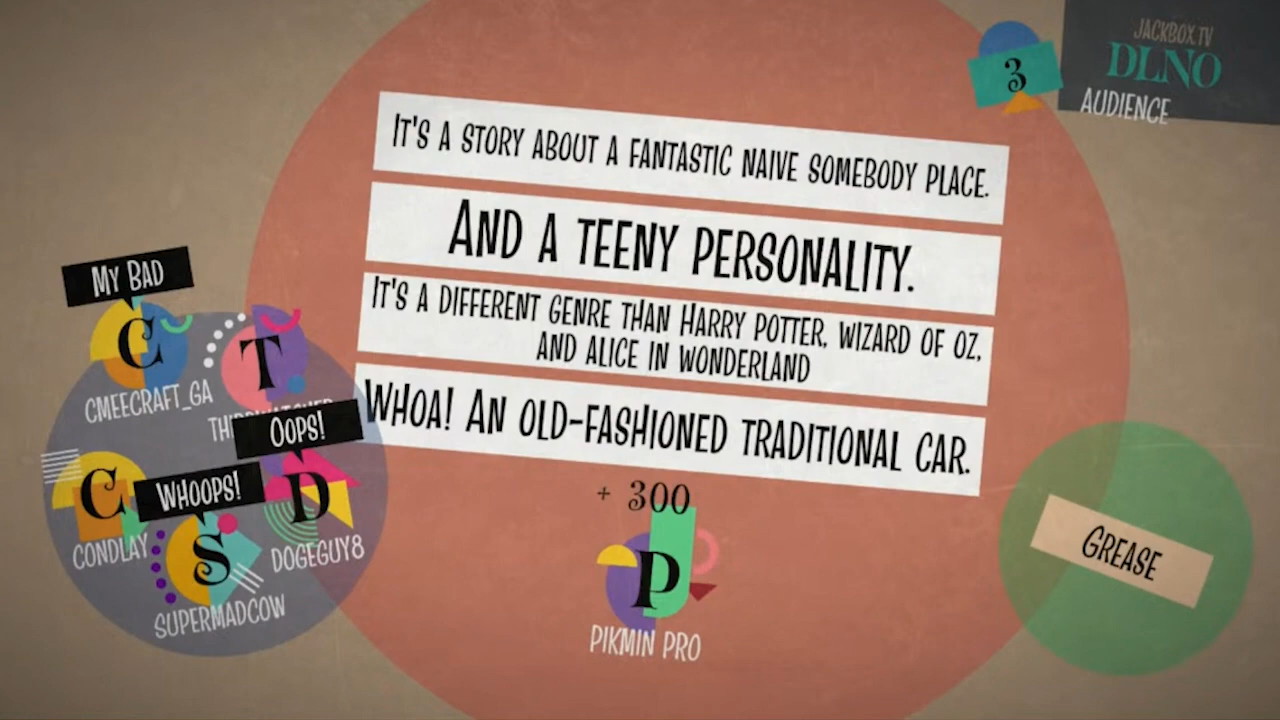 JACKBOX.TV
DLNO
3
AUDIENCE
IT'S A STORY ABOUT A FANTASTIC NAIVE SOMEBODY PLACE.
AND A TEENY PERSONALITY.
IT'S A DIFFERENT GENRE THAN HARRY POTTER, WIZARD OF OZ,
AND ALICE IN WONDERLAND
WHOA! AN OLD-FASHIONED TRADITIONAL CAR.
+ 300
P
PIKMIN PRO
MY BAD
C
CMEECRAFT_GA
T
OOPS!
C
CONDLAY
WHOOPS!
S
SUPERMADCOW
D
DOGEGUY8
GREASE